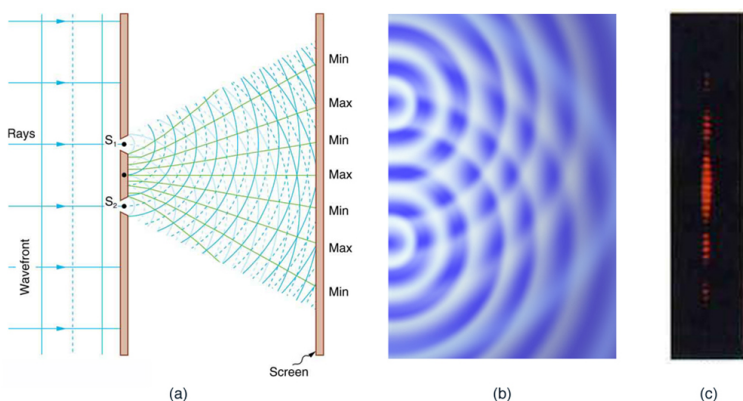 Rays
Wavefront
S1
S2
Min
Max
Min
Max
Min
Max
Min
Screen
(a)
(b)
(c)